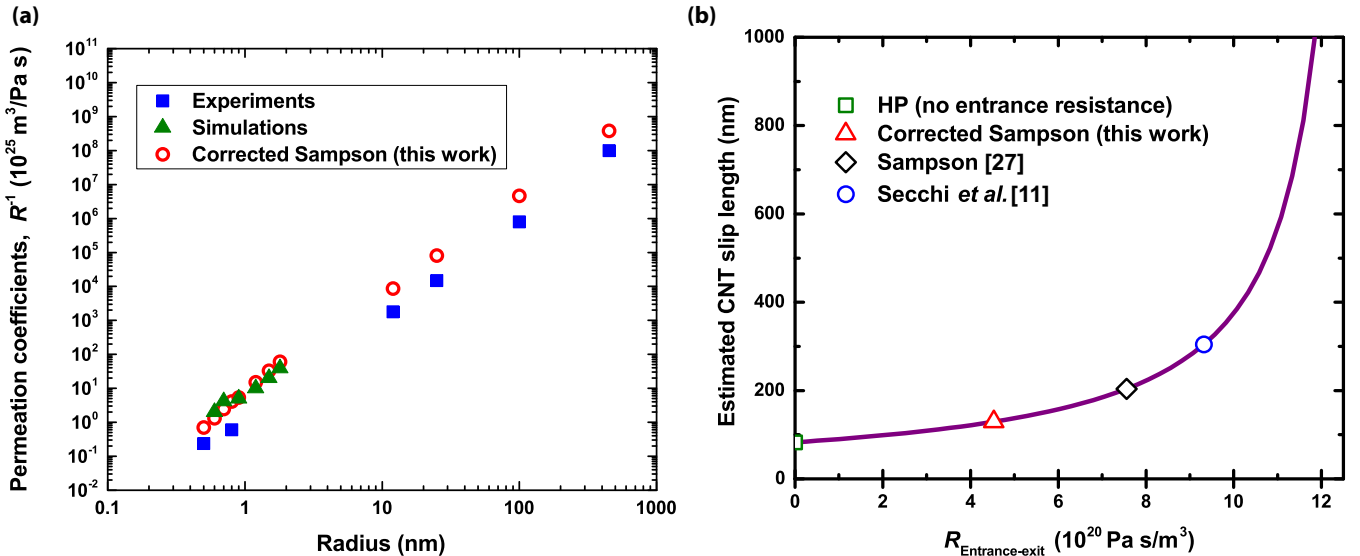 (a)
Permeation coefficients, R⁻¹ (10²⁵ m³/Pa s)
10¹¹
10¹⁰
10⁹
10⁸
10⁷
10⁶
10⁵
10⁴
10³
10²
10¹
10⁰
10⁻¹
10⁻²
Experiments
Simulations
Corrected Sampson (this work)
0.1 1 10 100 1000
Radius (nm)
(b)
Estimated CNT slip length (nm)
1000
800
600
400
200
0
HP (no entrance resistance)
Corrected Sampson (this work)
Sampson [27]
Secchi et al. [11]
0 2 4 6 8 10 12
R Entrance-exit (10²⁰ Pa s/m³)